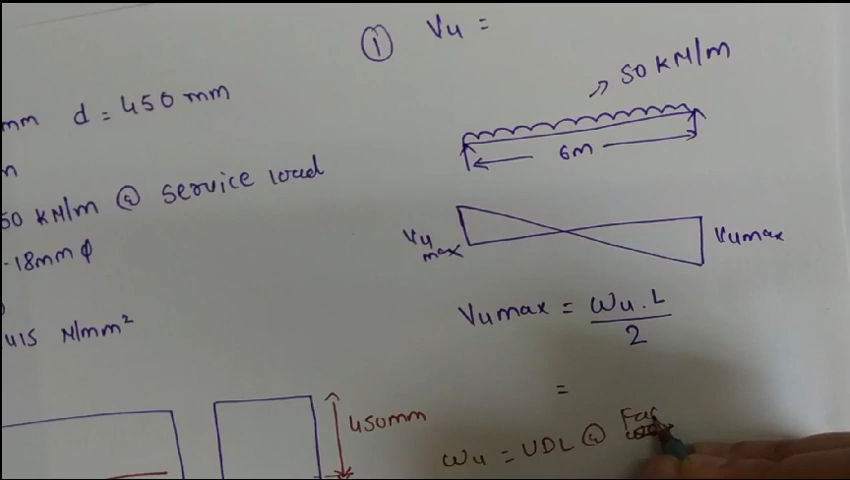 mm d = 450 mm
m
50 KN/m @ service load
-18mm ϕ
415 N/mm²
① Vu =
→ 50 KN/m
6m
Vu max
Vumax
Vumax = Wu . L / 2
=
450mm
Wu = UDL @ Fac